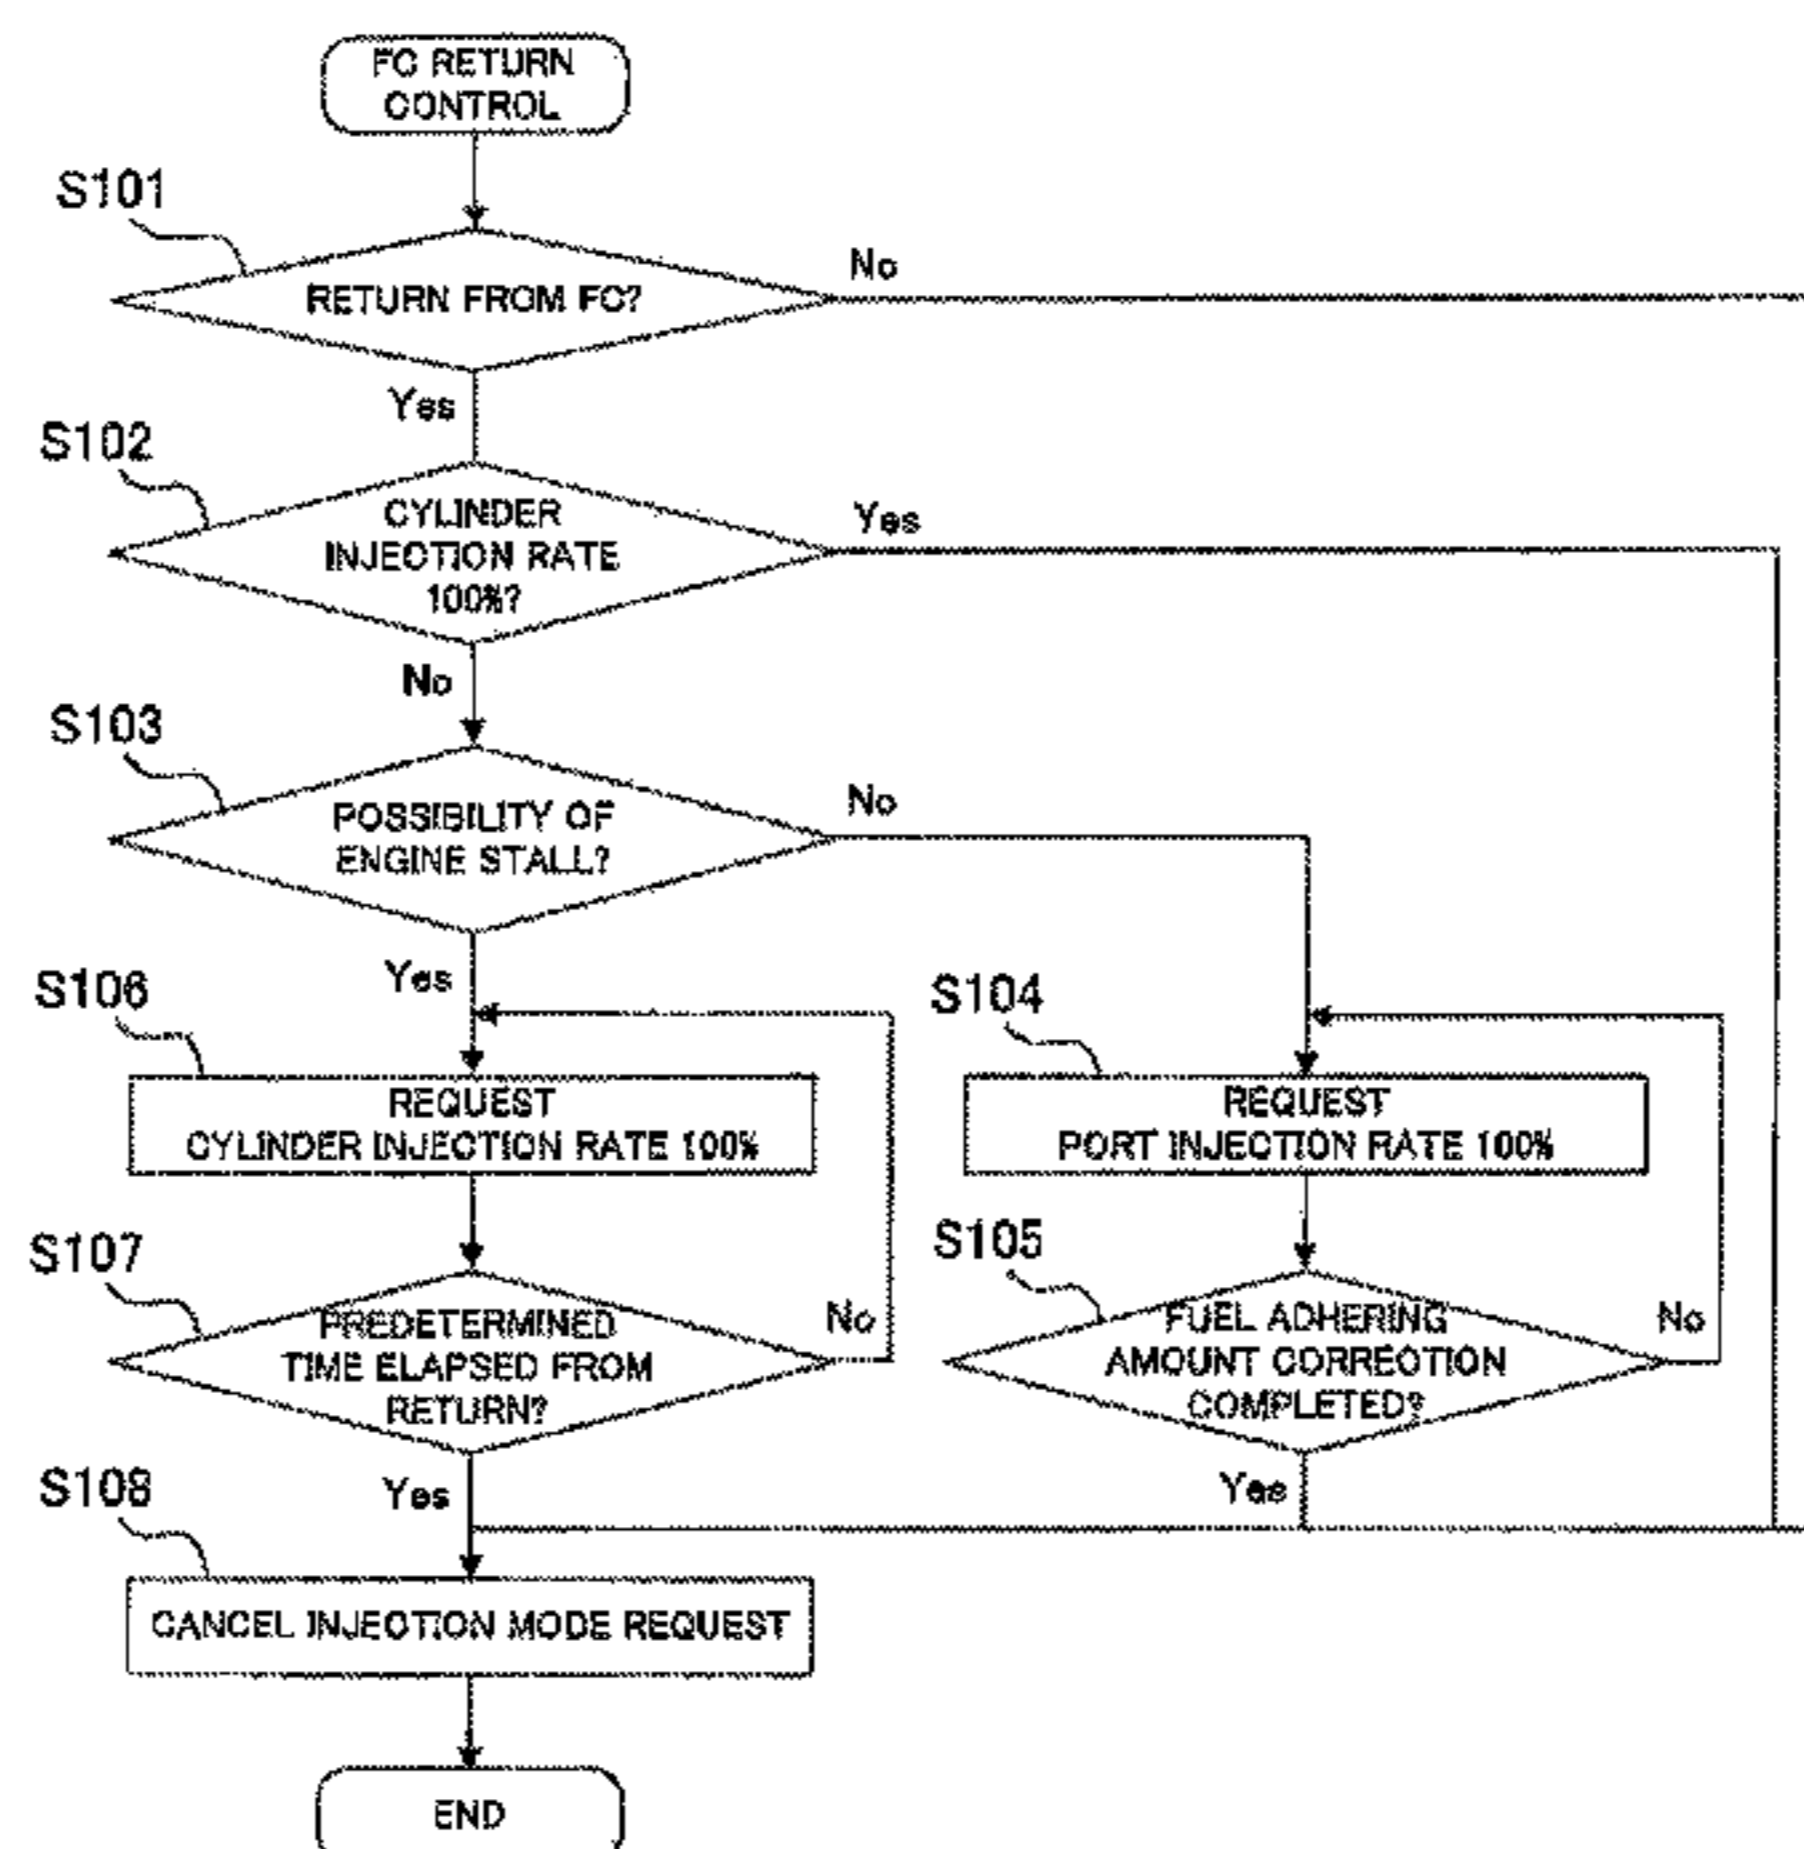 FC RETURN
CONTROL
S101
RETURN FROM FC?
No
Yes
S102
CYLINDER
INJECTION RATE
100%?
Yes
No
S103
POSSIBILITY OF
ENGINE STALL?
No
Yes
S106
REQUEST
CYLINDER INJECTION RATE 100%
S104
REQUEST
PORT INJECTION RATE 100%
S107
PREDETERMINED
TIME ELAPSED FROM
RETURN?
No
Yes
S105
FUEL ADHERING
AMOUNT CORRECTION
COMPLETED?
No
Yes
S108
CANCEL INJECTION MODE REQUEST
END